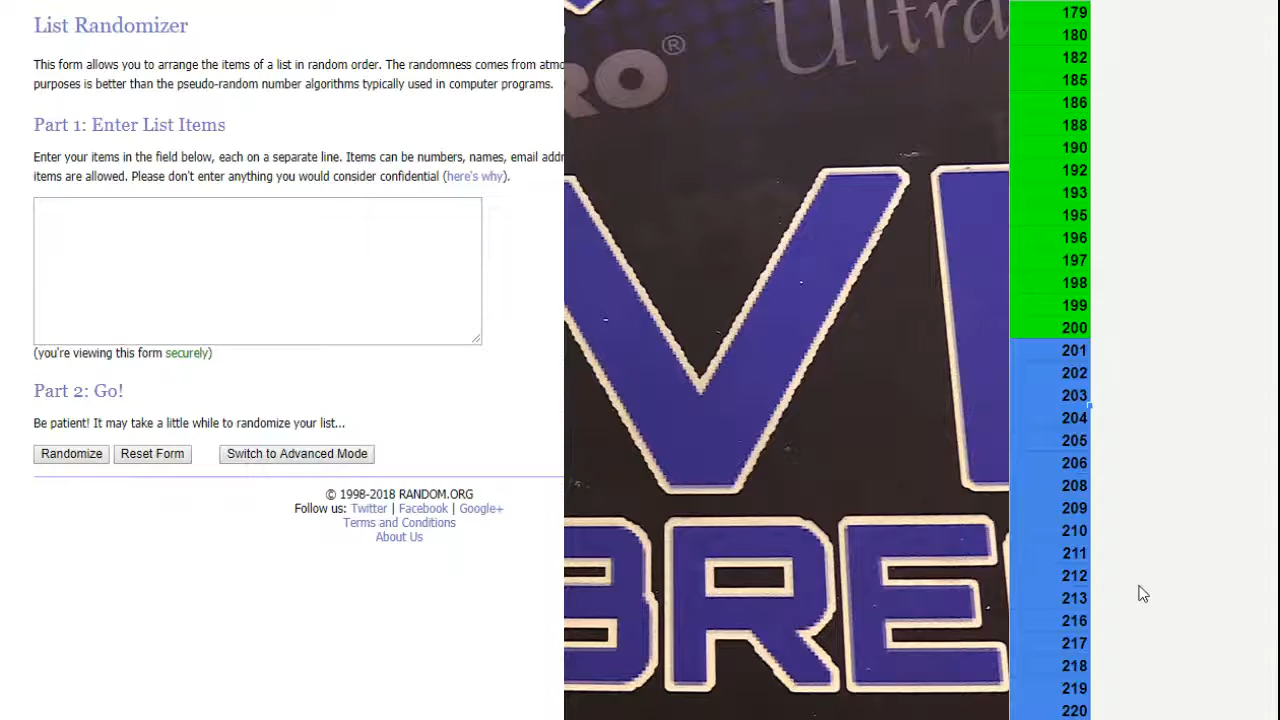 List Randomizer
This form allows you to arrange the items of a list in random order. The randomness comes from atmo
purposes is better than the pseudo-random number algorithms typically used in computer programs.
Part 1: Enter List Items
Enter your items in the field below, each on a separate line. Items can be numbers, names, email addr
items are allowed. Please don't enter anything you would consider confidential (here's why).
(you're viewing this form securely)
Part 2: Go!
Be patient! It may take a little while to randomize your list...
Randomize Reset Form Switch to Advanced Mode
© 1998-2018 RANDOM.ORG
Follow us: Twitter | Facebook | Google+
Terms and Conditions
About Us
Ultra
RO®
VI
BRE
179
180
182
185
186
188
190
192
193
195
196
197
198
199
200
201
202
203
204
205
206
208
209
210
211
212
213
216
217
218
219
220